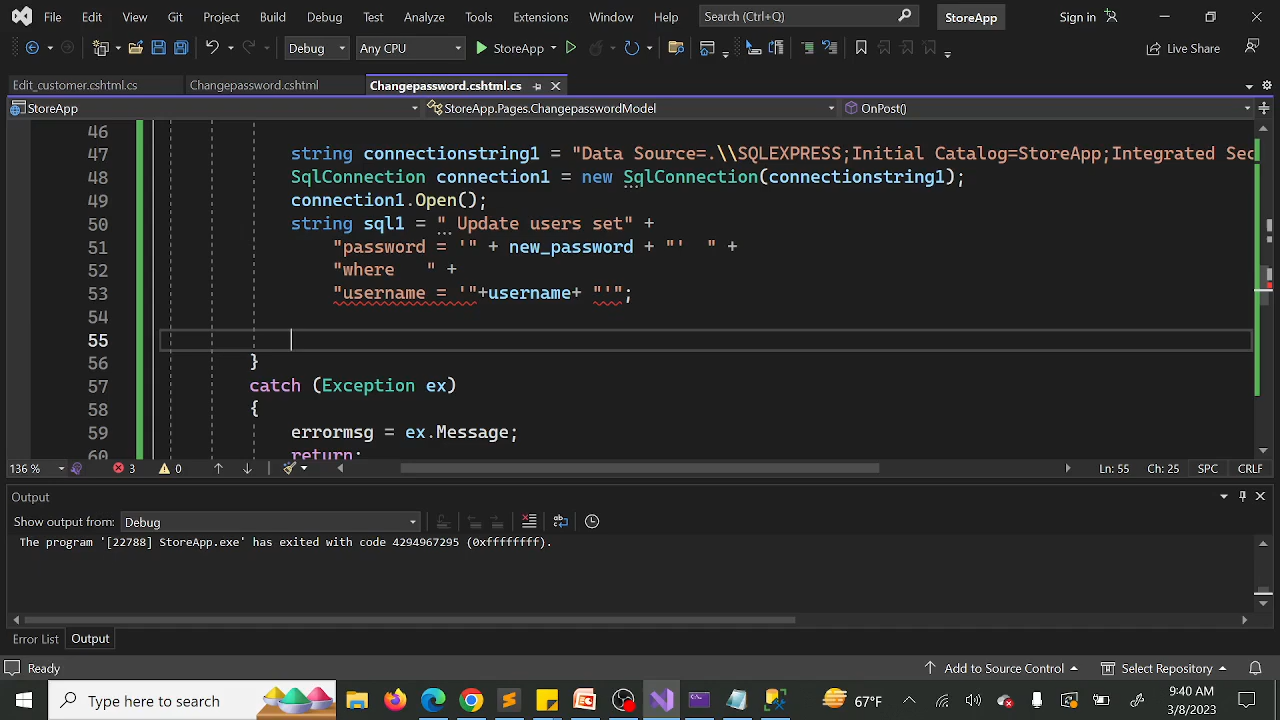 File Edit View Git Project Build Debug Test Analyze Tools Extensions Window Help Search (Ctrl+Q) StoreApp Sign in
Debug Any CPU StoreApp Live Share
Edit_customer.cshtml.cs Changepassword.cshtml Changepassword.cshtml.cs
StoreApp StoreApp.Pages.ChangepasswordModel OnPost()
46
47 string connectionstring1 = "Data Source=.\\SQLEXPRESS;Initial Catalog=StoreApp;Integrated Sec
48 SqlConnection connection1 = new SqlConnection(connectionstring1);
49 connection1.Open();
50 string sql1 = " Update users set" +
51 "password = '" + new_password + "'  " +
52 "where   " +
53 "username = '"+username+ "'";
54
55
56 }
57 catch (Exception ex)
58 {
59 errormsg = ex.Message;
60 return;
136 % 3 0 Ln: 55 Ch: 25 SPC CRLF
Output
Show output from: Debug
The program '[22788] StoreApp.exe' has exited with code 4294967295 (0xffffffff).
Error List Output
Ready Add to Source Control Select Repository
Type here to search 67°F 8:40 AM
3/8/2023